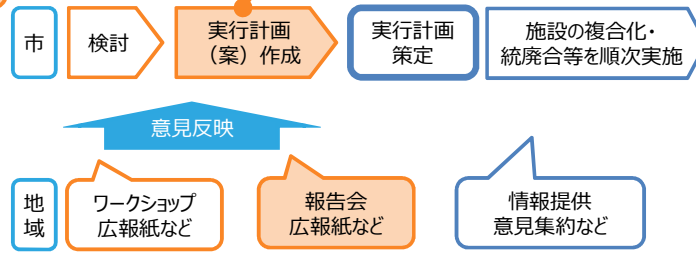 市
検討
実行計画
（案）作成
実行計画
策定
施設の複合化・
統廃合等を順次実施
意見反映
地
域
ワークショップ
広報紙など
報告会
広報紙など
情報提供
意見集約など